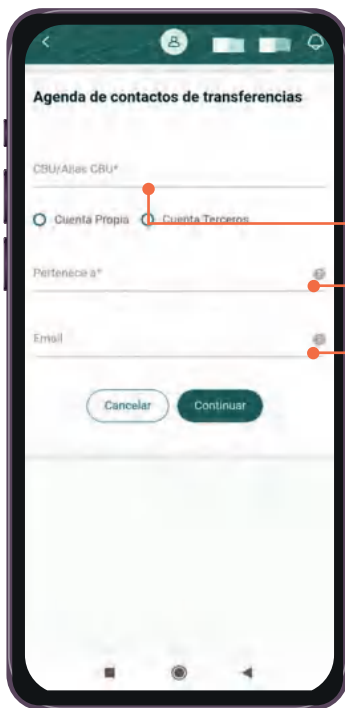 Agenda de contactos de transferencias
CBU/Alias CBU*
Cuenta Propia Cuenta Terceros
Pertenece a*
Email
Cancelar Continuar